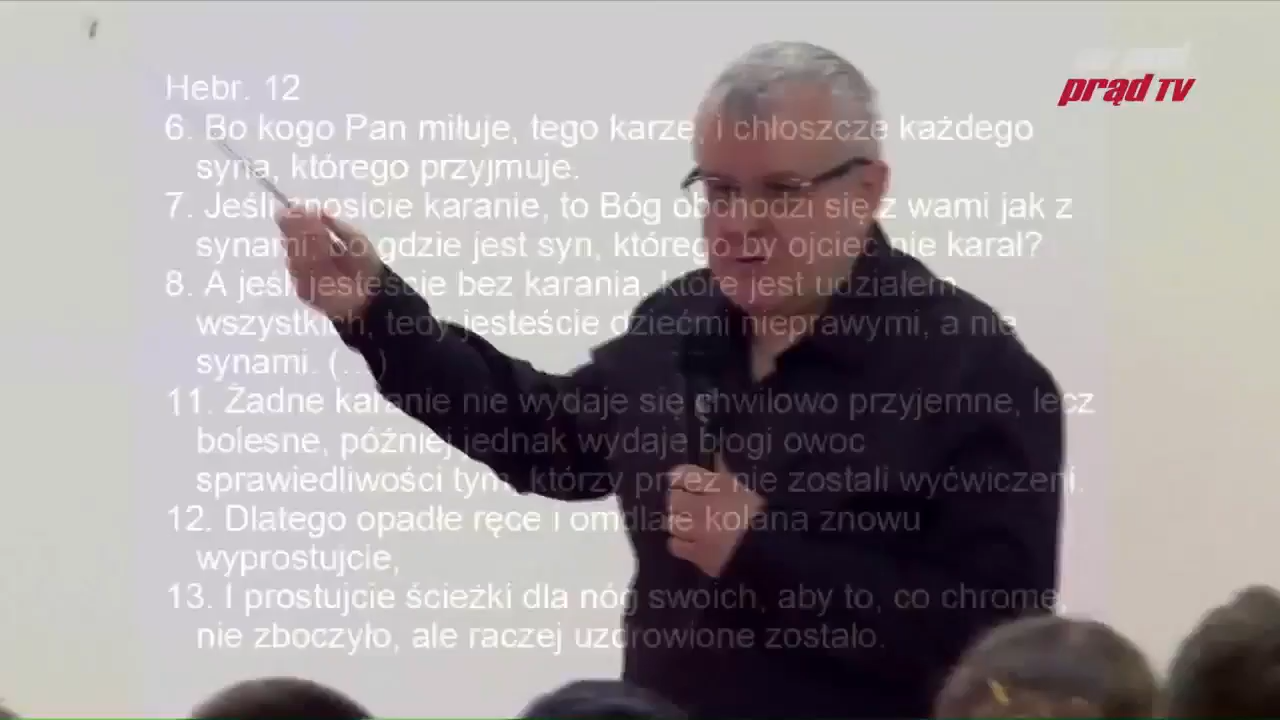 prąd TV
Hebr. 12
6. Bo kogo Pan miłuje, tego karze, i chłoszcze każdego
syna, którego przyjmuje.
7. Jeśli znosicie karanie, to Bóg obchodzi się z wami jak z
synami; bo gdzie jest syn, którego by ojciec nie karał?
8. A jeśli jesteście bez karania, które jest udziałem
wszystkich, tedy jesteście dziećmi nieprawymi, a nie
synami. (...)
11. Żadne karanie nie wydaje się chwilowo przyjemne, lecz
bolesne, później jednak wydaje błogi owoc
sprawiedliwości tym, którzy przez nie zostali wyćwiczeni.
12. Dlatego opadłe ręce i omdlałe kolana znowu
wyprostujcie,
13. I prostujcie ścieżki dla nóg swoich, aby to, co chrome,
nie zboczyło, ale raczej uzdrowione zostało.